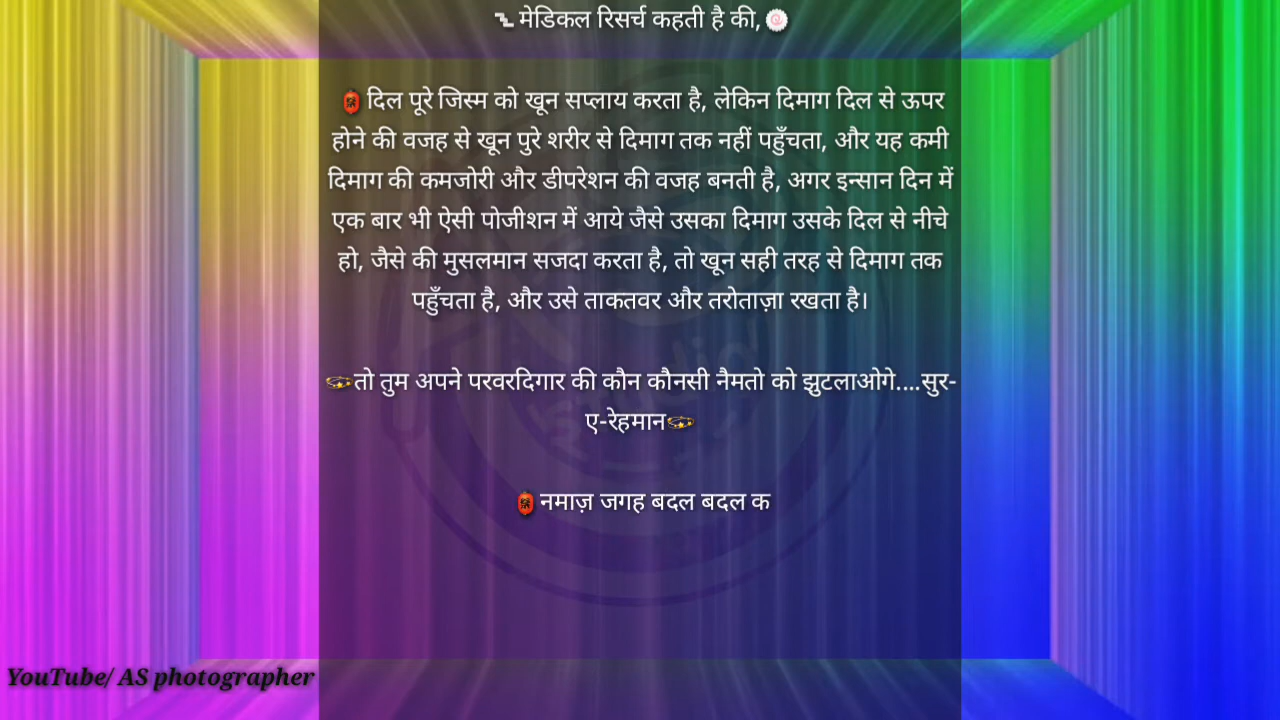 मेडिकल रिसर्च कहती है की,
दिल पूरे जिस्म को खून सप्लाय करता है, लेकिन दिमाग दिल से ऊपर
होने की वजह से खून पुरे शरीर से दिमाग तक नहीं पहुँचता, और यह कमी
दिमाग की कमजोरी और डीपरेशन की वजह बनती है, अगर इन्सान दिन में
एक बार भी ऐसी पोजीशन में आये जैसे उसका दिमाग उसके दिल से नीचे
हो, जैसे की मुसलमान सजदा करता है, तो खून सही तरह से दिमाग तक
पहुँचता है, और उसे ताकतवर और तरोताज़ा रखता है।
💫तो तुम अपने परवरदिगार की कौन कौनसी नैमतो को झुटलाओगे....सुर-
ए-रेहमान💫
नमाज़ जगह बदल बदल क
YouTube/ AS photographer